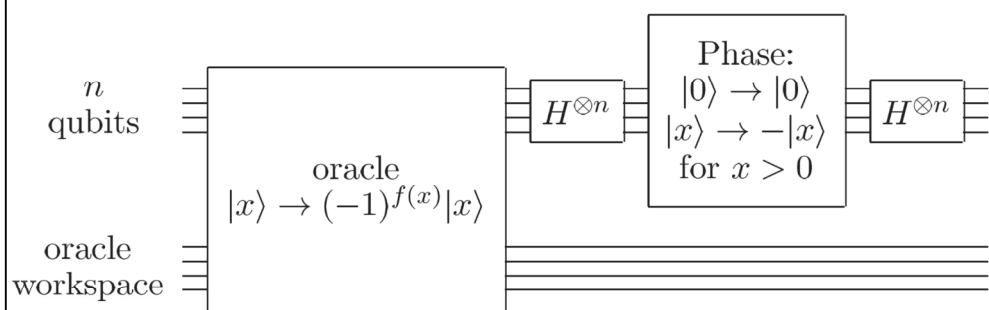 n
qubits
oracle
|x⟩ → (−1)^{f(x)}|x⟩
oracle
workspace
H^{⊗n}
Phase:
|0⟩ → |0⟩
|x⟩ → −|x⟩
for x > 0
H^{⊗n}